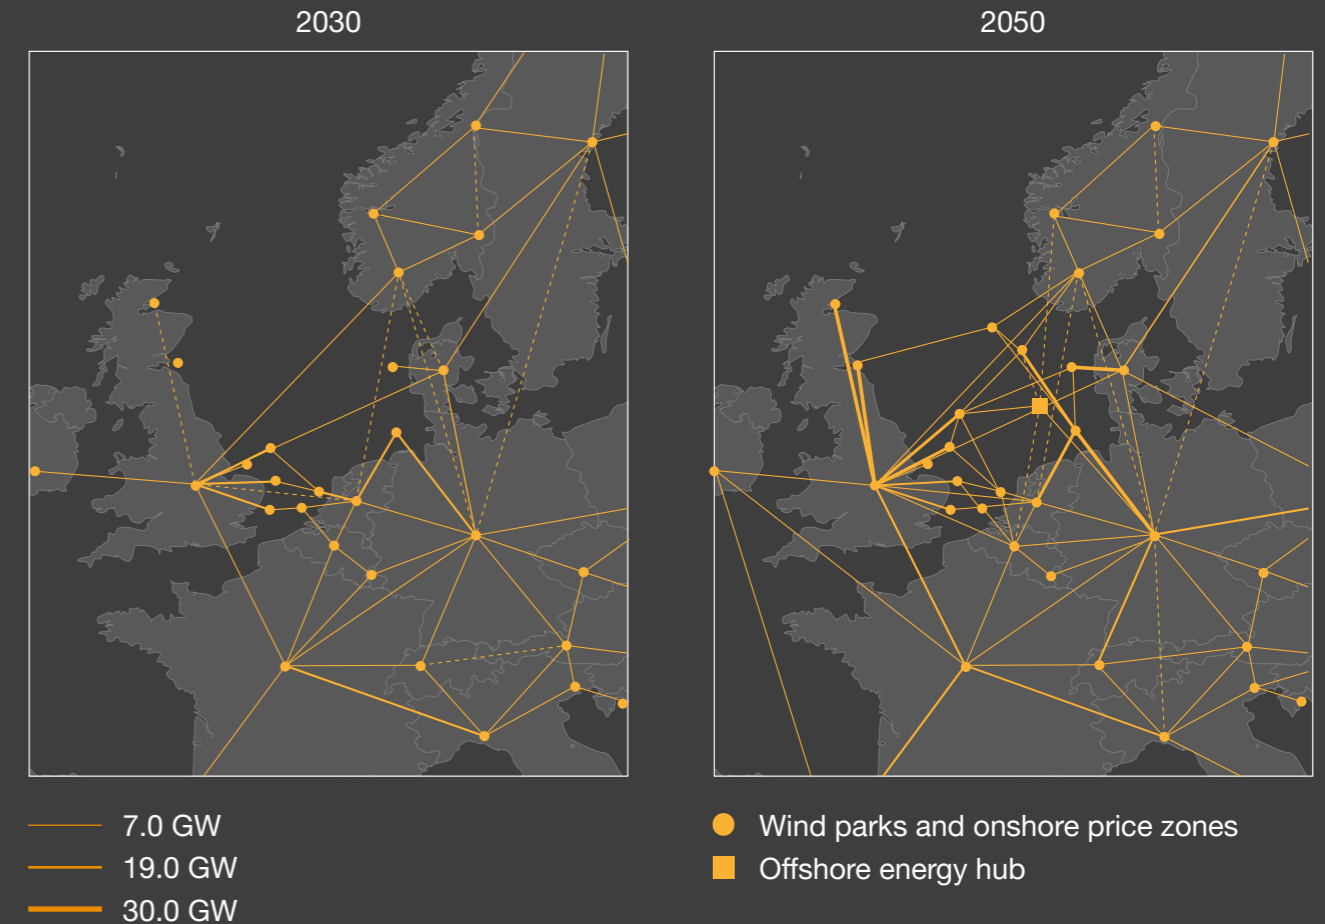 2030
2050
7.0 GW
19.0 GW
30.0 GW
Wind parks and onshore price zones
Offshore energy hub